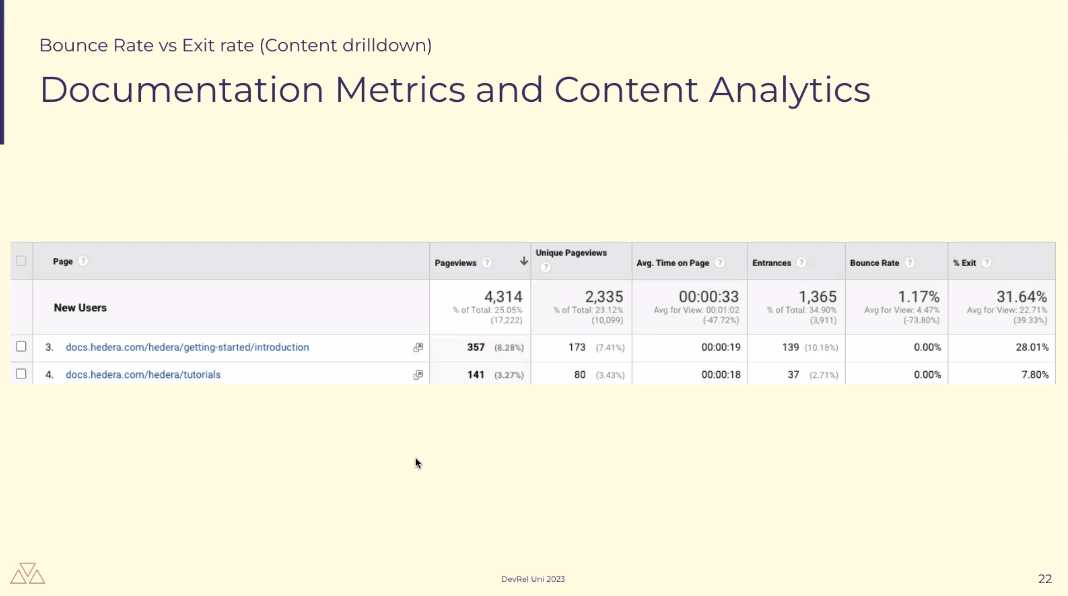 Bounce Rate vs Exit rate (Content drilldown)
Documentation Metrics and Content Analytics
Page ? Pageviews ? Unique Pageviews ? Avg. Time on Page ? Entrances ? Bounce Rate ? % Exit ?
New Users 4,314 2,335 00:00:33 1,365 1.17% 31.64%
% of Total: 25.05% % of Total: 23.12% Avg for View: 00:01:02 % of Total: 34.90% Avg for View: 4.47% Avg for View: 22.71%
(17,222) (10,099) (-47.72%) (3,911) (-73.80%) (39.33%)
3. docs.hedera.com/hedera/getting-started/introduction 357 (8.28%) 173 (7.41%) 00:00:19 139 (10.18%) 0.00% 28.01%
4. docs.hedera.com/hedera/tutorials 141 (3.27%) 80 (3.43%) 00:00:18 37 (2.71%) 0.00% 7.80%
DevRel Uni 2023
22